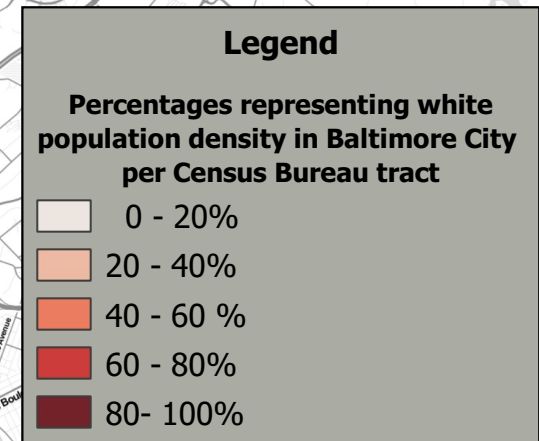 Legend
Percentages representing white
population density in Baltimore City
per Census Bureau tract
0 - 20%
20 - 40%
40 - 60 %
60 - 80%
80- 100%
Avenue